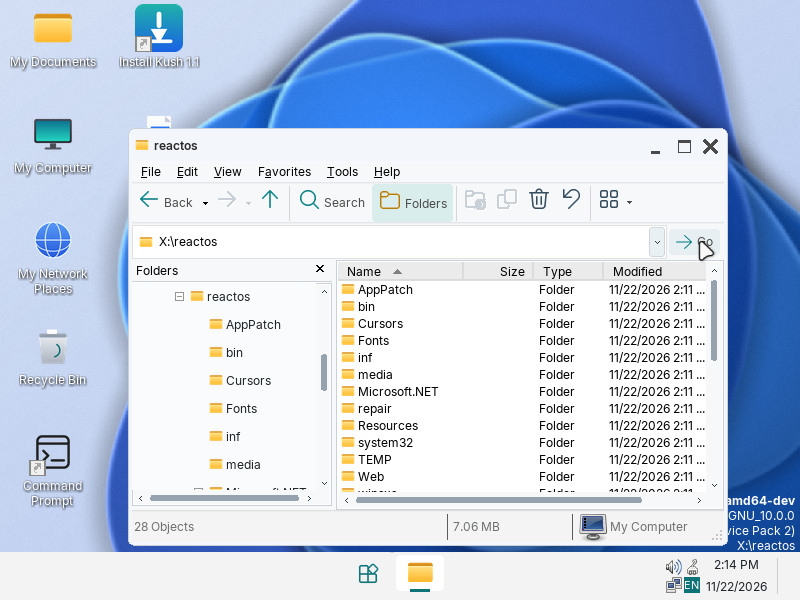 My Documents
Install Kush 1.1
My Computer
My Network
Places
Recycle Bin
Command
Prompt
reactos
File Edit View Favorites Tools Help
Back Search Folders
X:\reactos
Go
Folders
reactos
AppPatch
bin
Cursors
Fonts
inf
media
Name Size Type Modified
AppPatch Folder 11/22/2026 2:11 ...
bin Folder 11/22/2026 2:11 ...
Cursors Folder 11/22/2026 2:11 ...
Fonts Folder 11/22/2026 2:11 ...
inf Folder 11/22/2026 2:11 ...
media Folder 11/22/2026 2:11 ...
Microsoft.NET Folder 11/22/2026 2:11 ...
repair Folder 11/22/2026 2:11 ...
Resources Folder 11/22/2026 2:11 ...
system32 Folder 11/22/2026 2:11 ...
TEMP Folder 11/22/2026 2:11 ...
Web Folder 11/22/2026 2:11 ...
28 Objects 7.06 MB My Computer
amd64-dev
GNU_10.0.0
vice Pack 2)
X:\reactos
EN
2:14 PM
11/22/2026